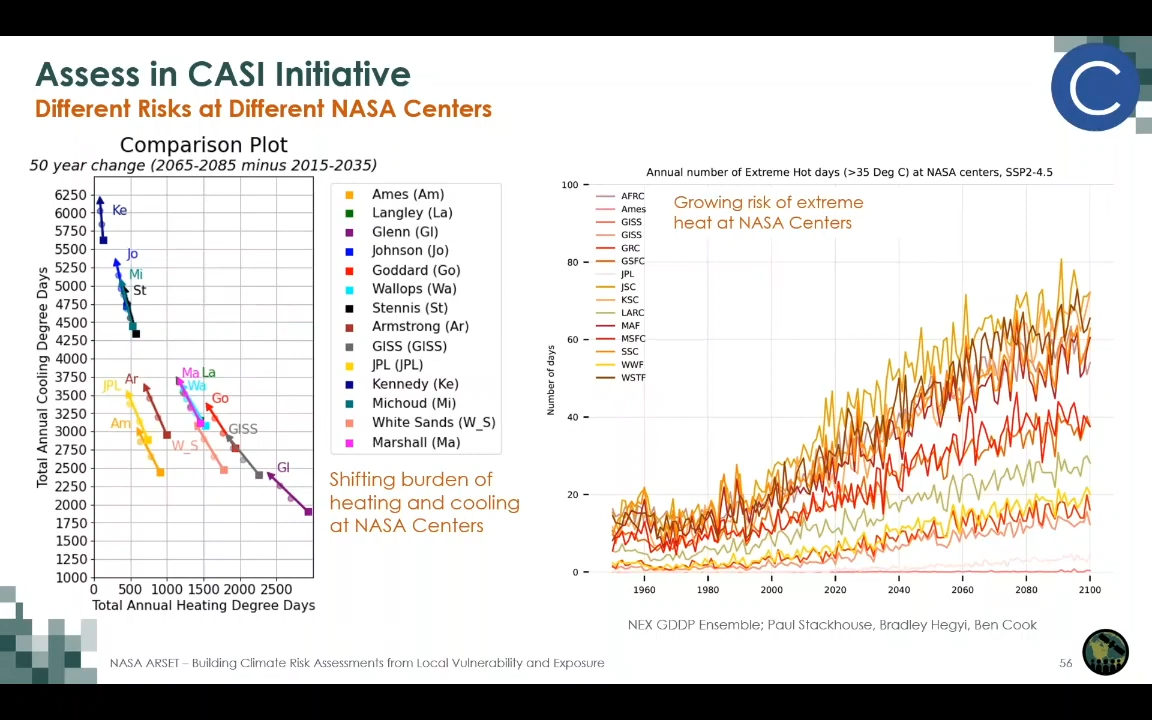 Assess in CASI Initiative
Different Risks at Different NASA Centers
C
Comparison Plot
50 year change (2065-2085 minus 2015-2035)
Total Annual Cooling Degree Days
6250
6000
5750
5500
5250
5000
4750
4500
4250
4000
3750
3500
3250
3000
2750
2500
2250
2000
1750
1500
1250
1000
Ke
Jo
Mi
St
Ma La
Wa
JPL
Ar
Go
Am
W_S
GISS
Gl
0 500 1000 1500 2000 2500
Total Annual Heating Degree Days
Ames (Am)
Langley (La)
Glenn (Gl)
Johnson (Jo)
Goddard (Go)
Wallops (Wa)
Stennis (St)
Armstrong (Ar)
GISS (GISS)
JPL (JPL)
Kennedy (Ke)
Michoud (Mi)
White Sands (W_S)
Marshall (Ma)
Shifting burden of
heating and cooling
at NASA Centers
Annual number of Extreme Hot days (>35 Deg C) at NASA centers, SSP2-4.5
Number of days
100
80
60
40
20
0
AFRC
Ames
GISS
GISS
GRC
GSFC
JPL
JSC
KSC
LARC
MAF
MSFC
SSC
WWF
WSTF
Growing risk of extreme
heat at NASA Centers
1960 1980 2000 2020 2040 2060 2080 2100
NEX GDDP Ensemble; Paul Stackhouse, Bradley Hegyi, Ben Cook
NASA ARSET – Building Climate Risk Assessments from Local Vulnerability and Exposure
56